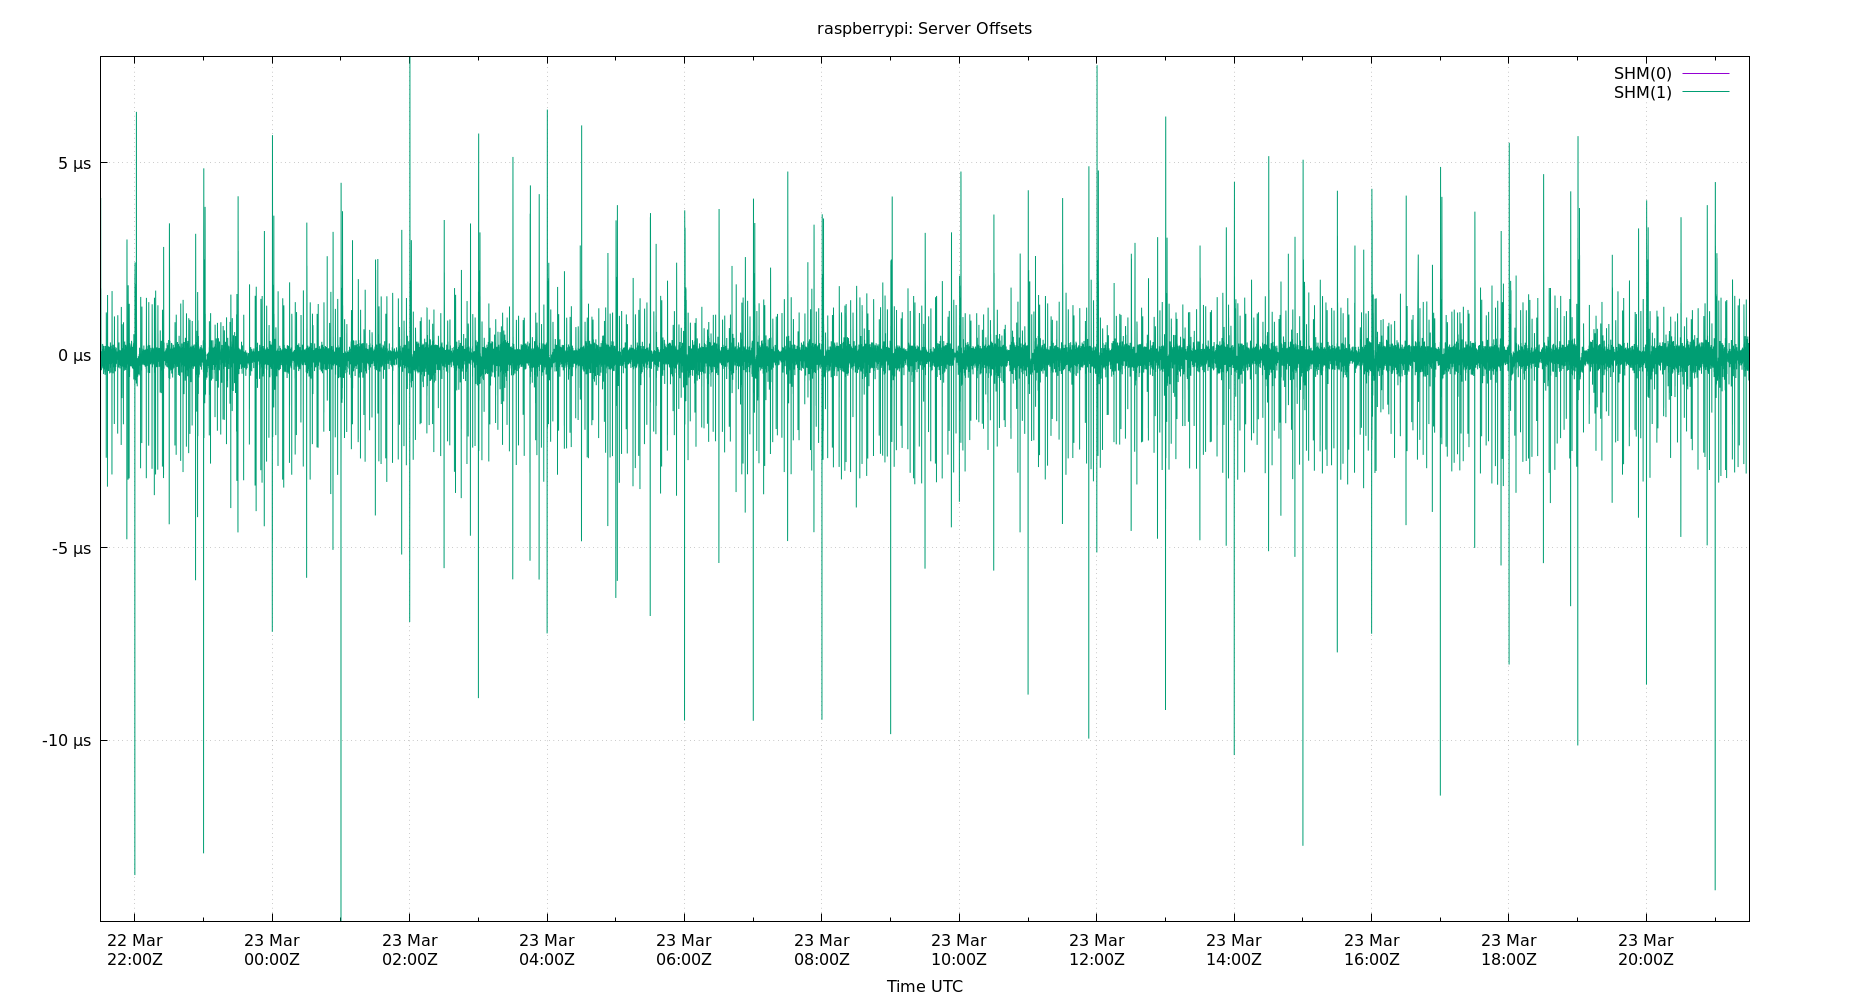 raspberrypi: Server Offsets
SHM(0)
SHM(1)
5 µs
0 µs
-5 µs
-10 µs
22 Mar 23 Mar 23 Mar 23 Mar 23 Mar 23 Mar 23 Mar 23 Mar 23 Mar 23 Mar 23 Mar 23 Mar
22:00Z 00:00Z 02:00Z 04:00Z 06:00Z 08:00Z 10:00Z 12:00Z 14:00Z 16:00Z 18:00Z 20:00Z
Time UTC